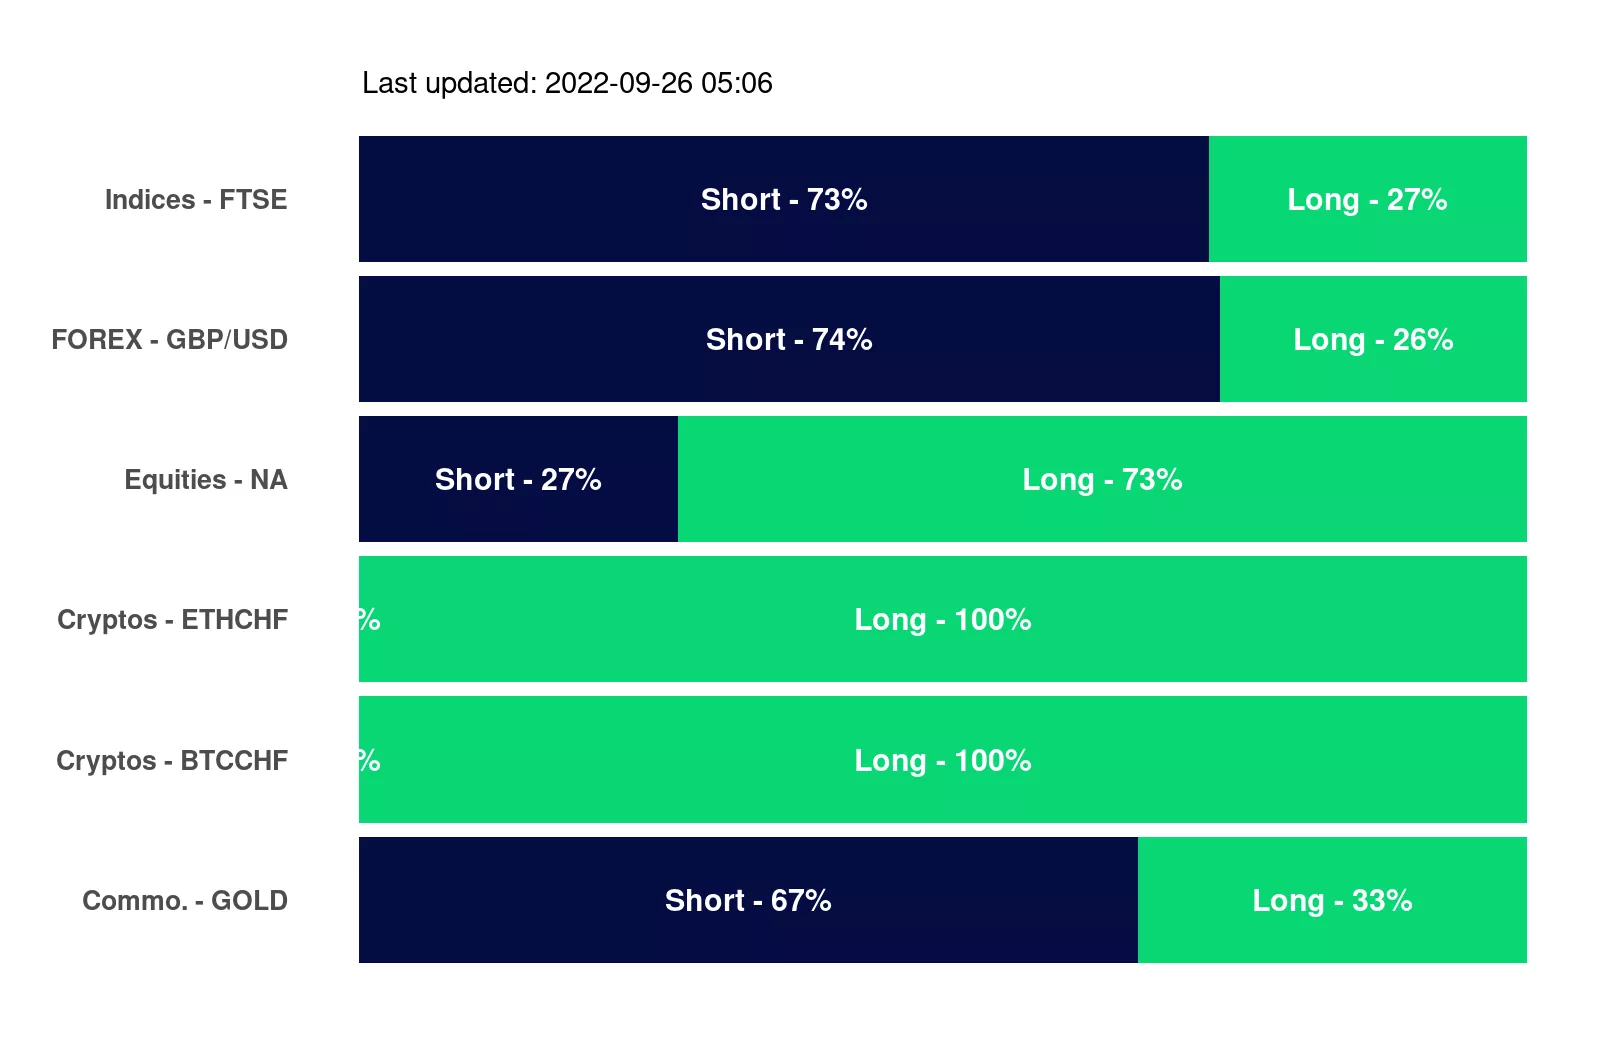 Last updated: 2022-09-26 05:06
Indices - FTSE Short - 73% Long - 27%
FOREX - GBP/USD Short - 74% Long - 26%
Equities - NA Short - 27% Long - 73%
Cryptos - ETHCHF % Long - 100%
Cryptos - BTCCHF % Long - 100%
Commo. - GOLD Short - 67% Long - 33%